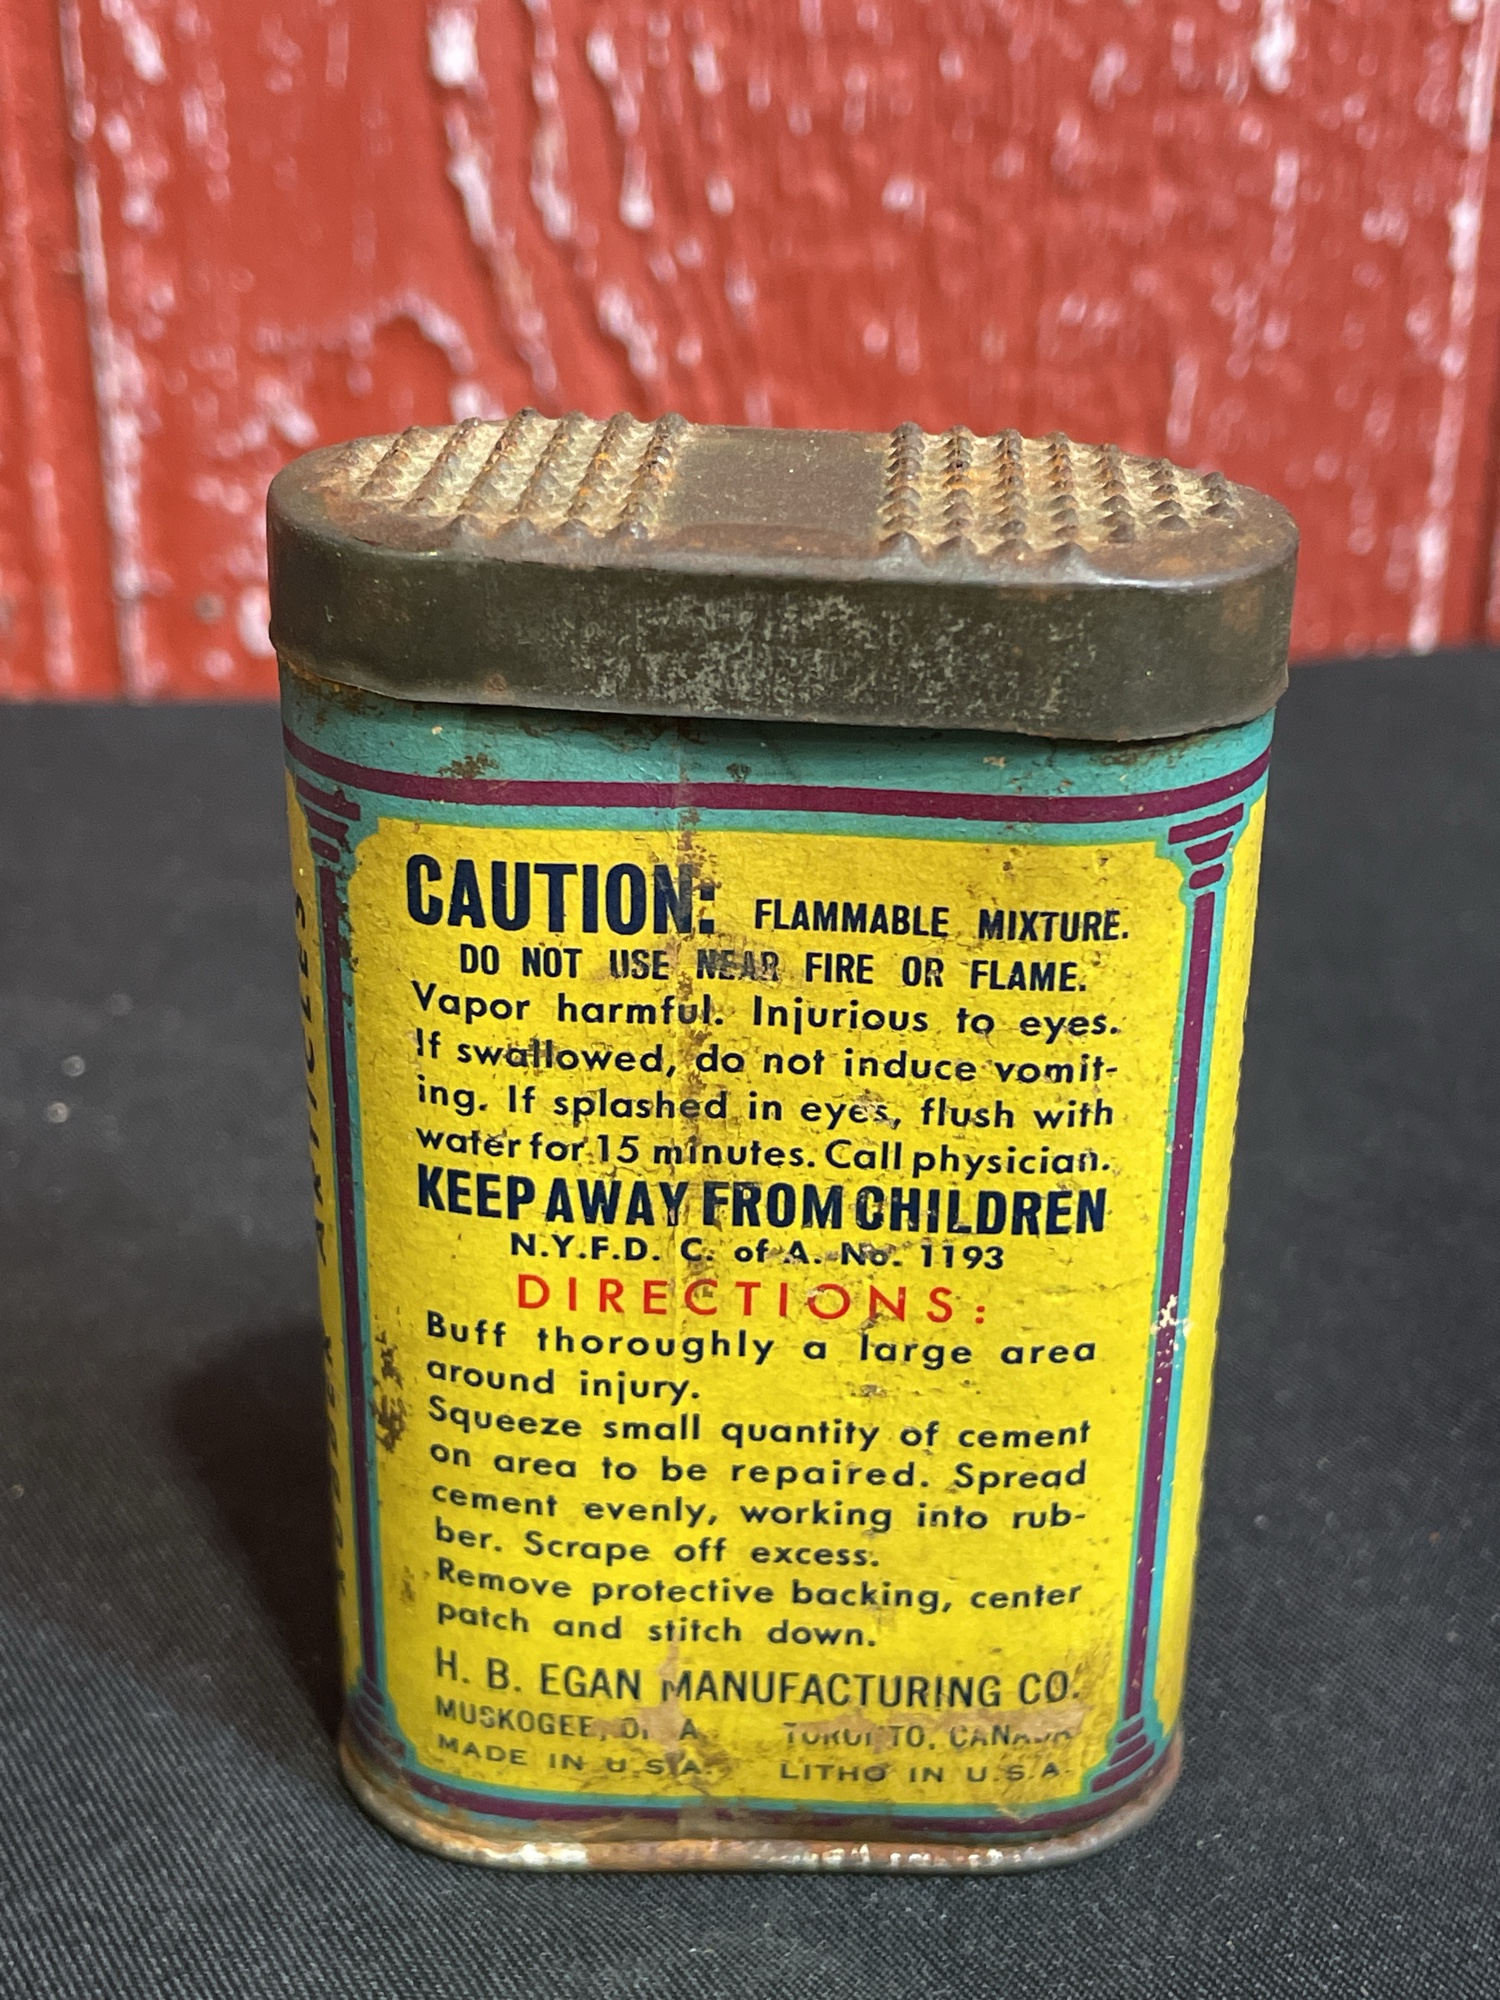 CAUTION: FLAMMABLE MIXTURE.
DO NOT USE NEAR FIRE OR FLAME.
Vapor harmful. Injurious to eyes.
If swallowed, do not induce vomit-
ing. If splashed in eyes, flush with
water for 15 minutes. Call physician.
KEEP AWAY FROM CHILDREN
N.Y.F.D. C. of A. No. 1193
DIRECTIONS:
Buff thoroughly a large area
around injury.
Squeeze small quantity of cement
on area to be repaired. Spread
cement evenly, working into rub-
ber. Scrape off excess.
Remove protective backing, center
patch and stitch down.
H. B. EGAN MANUFACTURING CO.
MUSKOGEE, TORONTO, CANADA
MADE IN U.S.A. LITHO IN U.S.A.